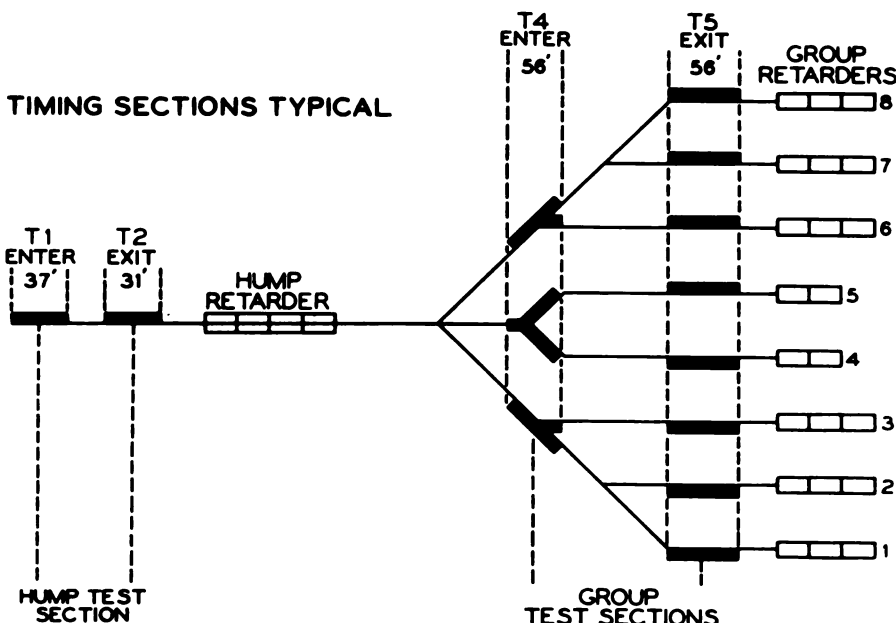 TIMING SECTIONS TYPICAL
T1
ENTER
37'
T2
EXIT
31'
HUMP
RETARDER
T4
ENTER
56'
T5
EXIT
56'
GROUP
RETARDERS
8
7
6
5
4
3
2
1
HUMP TEST
SECTION
GROUP
TEST SECTIONS